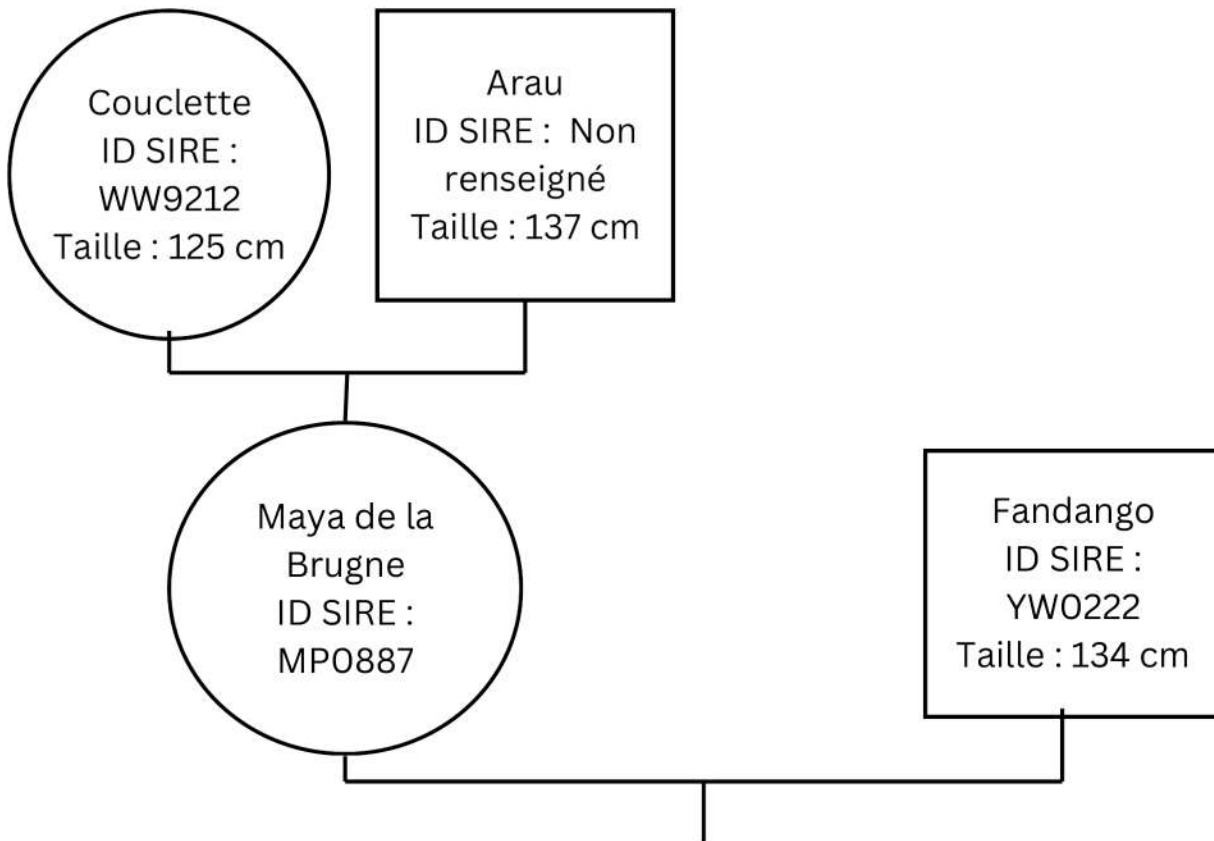 Couclette
ID SIRE :
WW9212
Taille : 125 cm
Arau
ID SIRE :  Non
renseigné
Taille : 137 cm
Maya de la
Brugne
ID SIRE :
MP0887
Fandango
ID SIRE :
YW0222
Taille : 134 cm